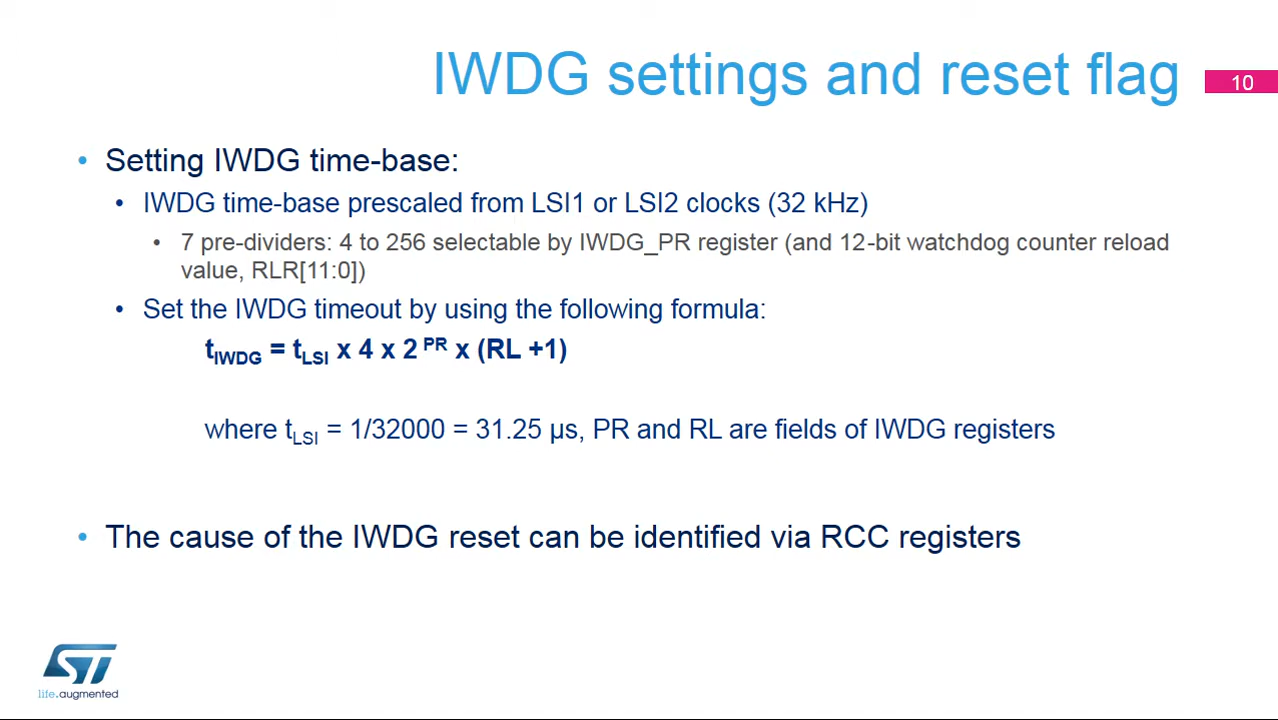 IWDG settings and reset flag
10
• Setting IWDG time-base:
• IWDG time-base prescaled from LSI1 or LSI2 clocks (32 kHz)
• 7 pre-dividers: 4 to 256 selectable by IWDG_PR register (and 12-bit watchdog counter reload
value, RLR[11:0])
• Set the IWDG timeout by using the following formula:
tIWDG = tLSI x 4 x 2 PR x (RL +1)
where tLSI = 1/32000 = 31.25 µs, PR and RL are fields of IWDG registers
• The cause of the IWDG reset can be identified via RCC registers
ST
life.augmented